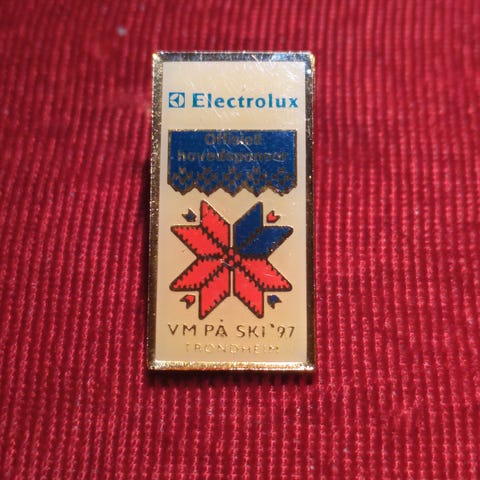 Electrolux
Offisiell
hovedsponsor
VM PÅ SKI '97
TRONDHEIM